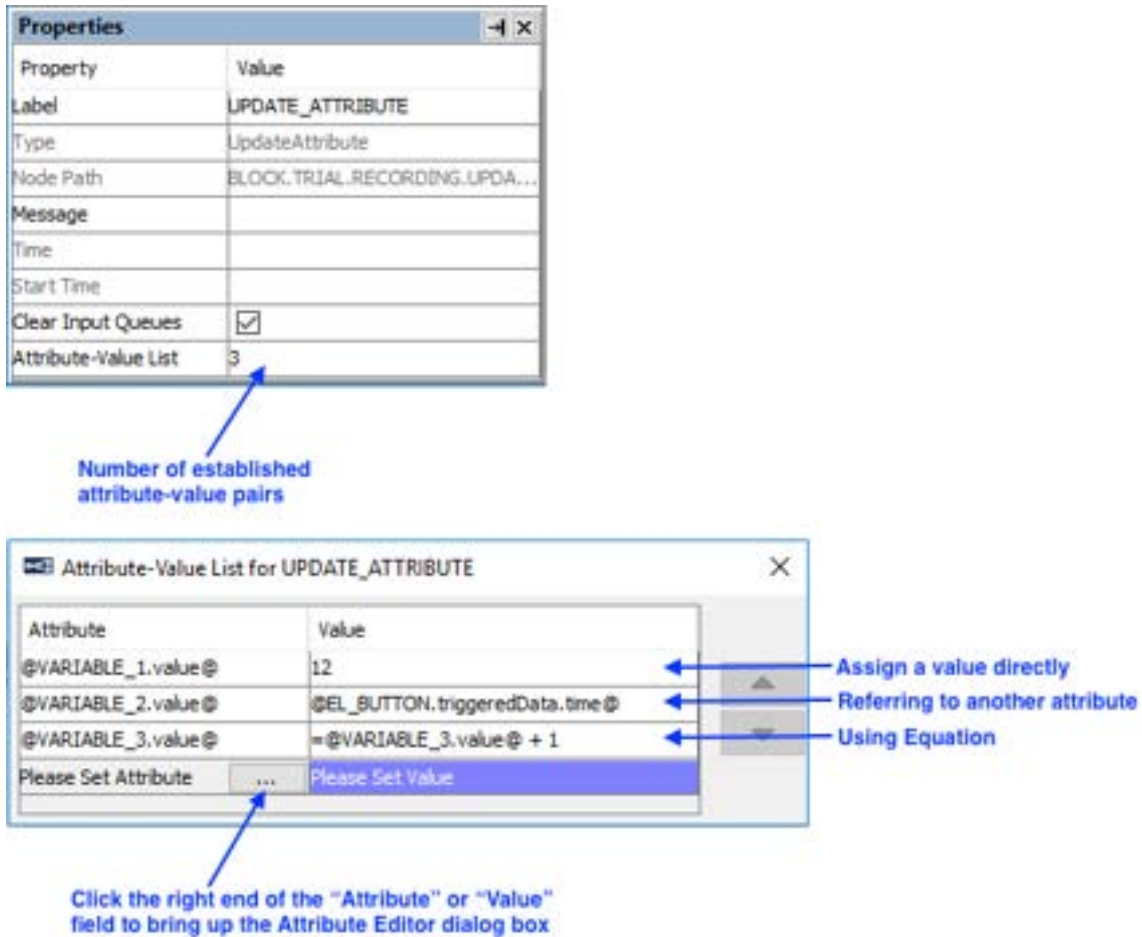 Properties
Property Value
Label UPDATE_ATTRIBUTE
Type UpdateAttribute
Node Path BLOCK.TRIAL.RECORDING.UPDA...
Message
Time
Start Time
Clear Input Queues
Attribute-Value List 3
Number of established
attribute-value pairs
Attribute-Value List for UPDATE_ATTRIBUTE
Attribute Value
@VARIABLE_1.value@ 12 Assign a value directly
@VARIABLE_2.value@ @EL_BUTTON.triggeredData.time@ Referring to another attribute
@VARIABLE_3.value@ =@VARIABLE_3.value@ + 1 Using Equation
Please Set Attribute ... Please Set Value
Click the right end of the “Attribute” or “Value”
field to bring up the Attribute Editor dialog box